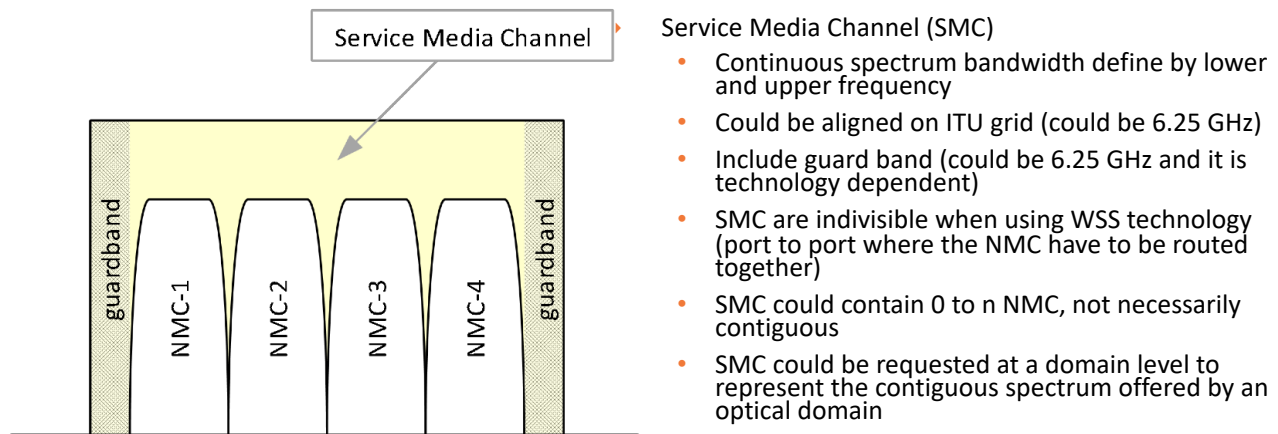 Service Media Channel
guardband
NMC-1
NMC-2
NMC-3
NMC-4
guardband
Service Media Channel (SMC)
• Continuous spectrum bandwidth define by lower
and upper frequency
• Could be aligned on ITU grid (could be 6.25 GHz)
• Include guard band (could be 6.25 GHz and it is
technology dependent)
• SMC are indivisible when using WSS technology
(port to port where the NMC have to be routed
together)
• SMC could contain 0 to n NMC, not necessarily
contiguous
• SMC could be requested at a domain level to
represent the contiguous spectrum offered by an
optical domain